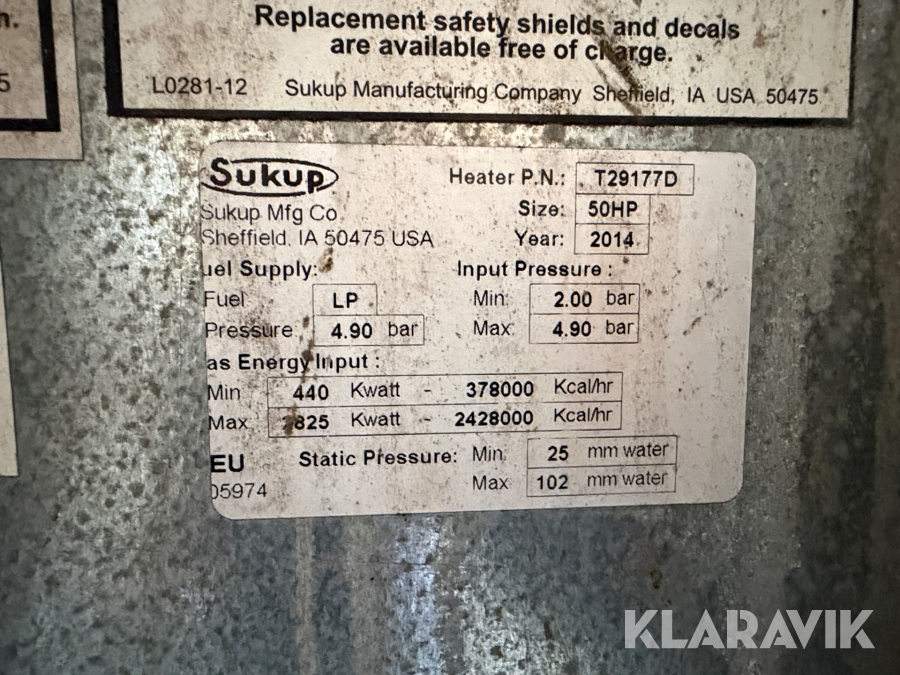 n.
5
Replacement safety shields and decals
are available free of charge.
L0281-12 Sukup Manufacturing Company Sheffield, IA USA 50475
Sukup
Sukup Mfg Co
Sheffield, IA 50475 USA
Heater P.N.: T29177D
Size: 50HP
Year: 2014
uel Supply:
Fuel LP
Pressure 4.90 bar
Input Pressure :
Min: 2.00 bar
Max: 4.90 bar
as Energy Input :
Min 440 Kwatt - 378000 Kcal/hr
Max 2825 Kwatt - 2428000 Kcal/hr
EU
05974
Static Pressure: Min. 25 mm water
Max 102 mm water
KLARAVIK